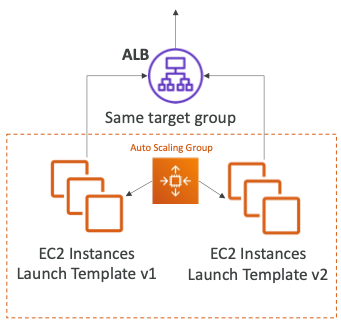 ALB
Same target group
Auto Scaling Group
EC2 Instances
Launch Template v1
EC2 Instances
Launch Template v2